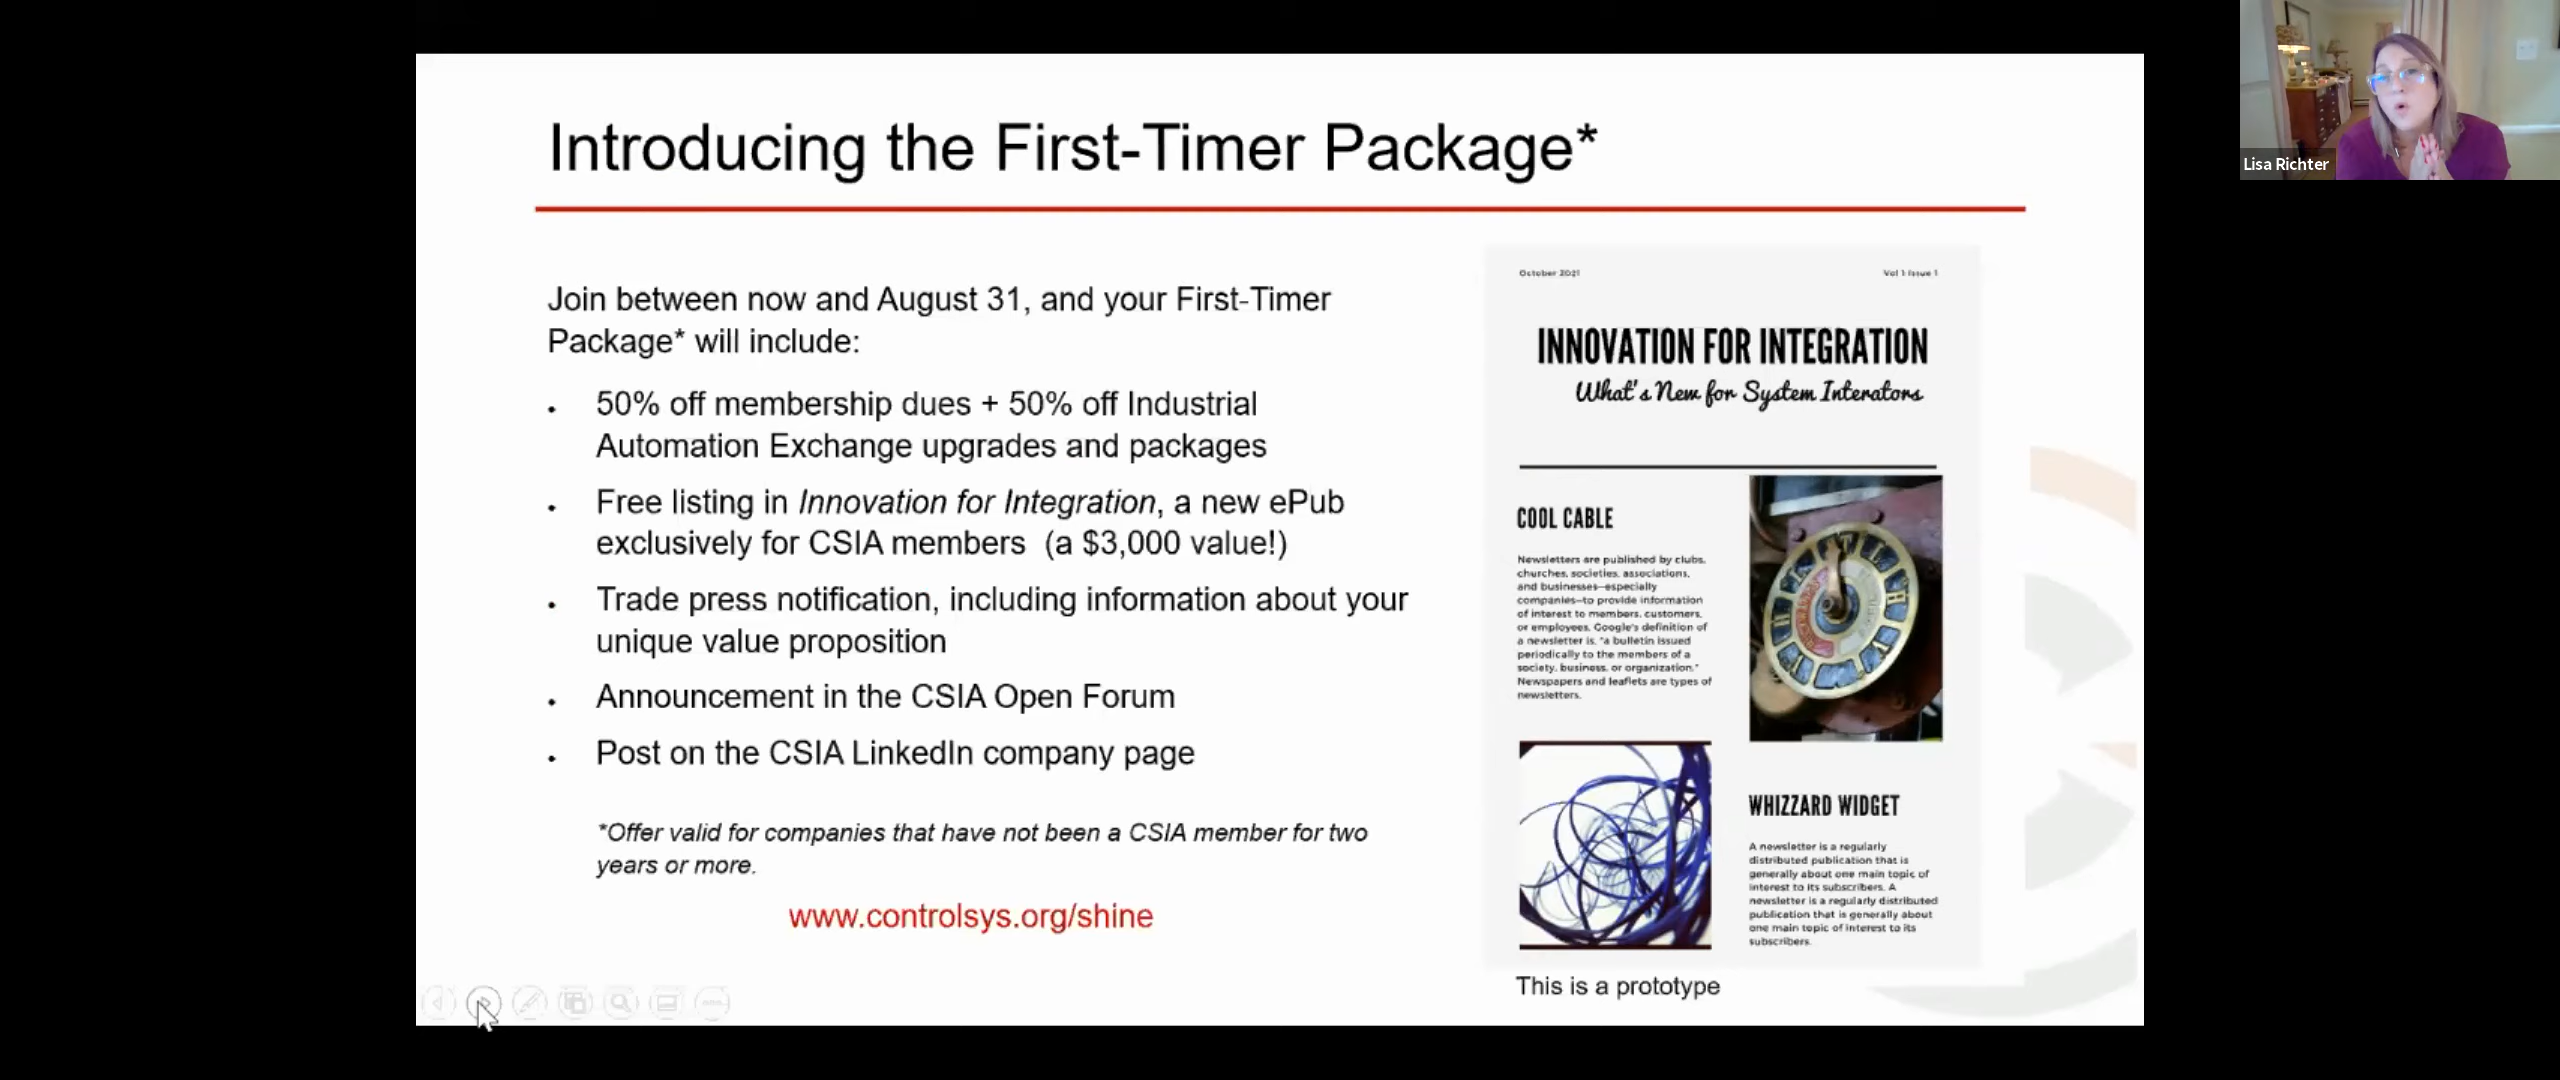 Introducing the First-Timer Package*
Join between now and August 31, and your First-Timer
Package* will include:
• 50% off membership dues + 50% off Industrial
Automation Exchange upgrades and packages
• Free listing in Innovation for Integration, a new ePub
exclusively for CSIA members (a $3,000 value!)
• Trade press notification, including information about your
unique value proposition
• Announcement in the CSIA Open Forum
• Post on the CSIA LinkedIn company page
*Offer valid for companies that have not been a CSIA member for two
years or more.
www.controlsys.org/shine
October 2021
Vol 1: Issue 1
INNOVATION FOR INTEGRATION
What's New for System Interators
COOL CABLE
Newsletters are published by clubs,
churches, societies, associations,
and businesses—especially
companies—to provide information
of interest to members, customers,
or employees. Google's definition of
a newsletter is, "a bulletin issued
periodically to the members of a
society, business, or organization."
Newspapers and leaflets are types of
newsletters.
WHIZZARD WIDGET
A newsletter is a regularly
distributed publication that is
generally about one main topic of
interest to its subscribers. A
newsletter is a regularly distributed
publication that is generally about
one main topic of interest to its
subscribers.
This is a prototype
Lisa Richter